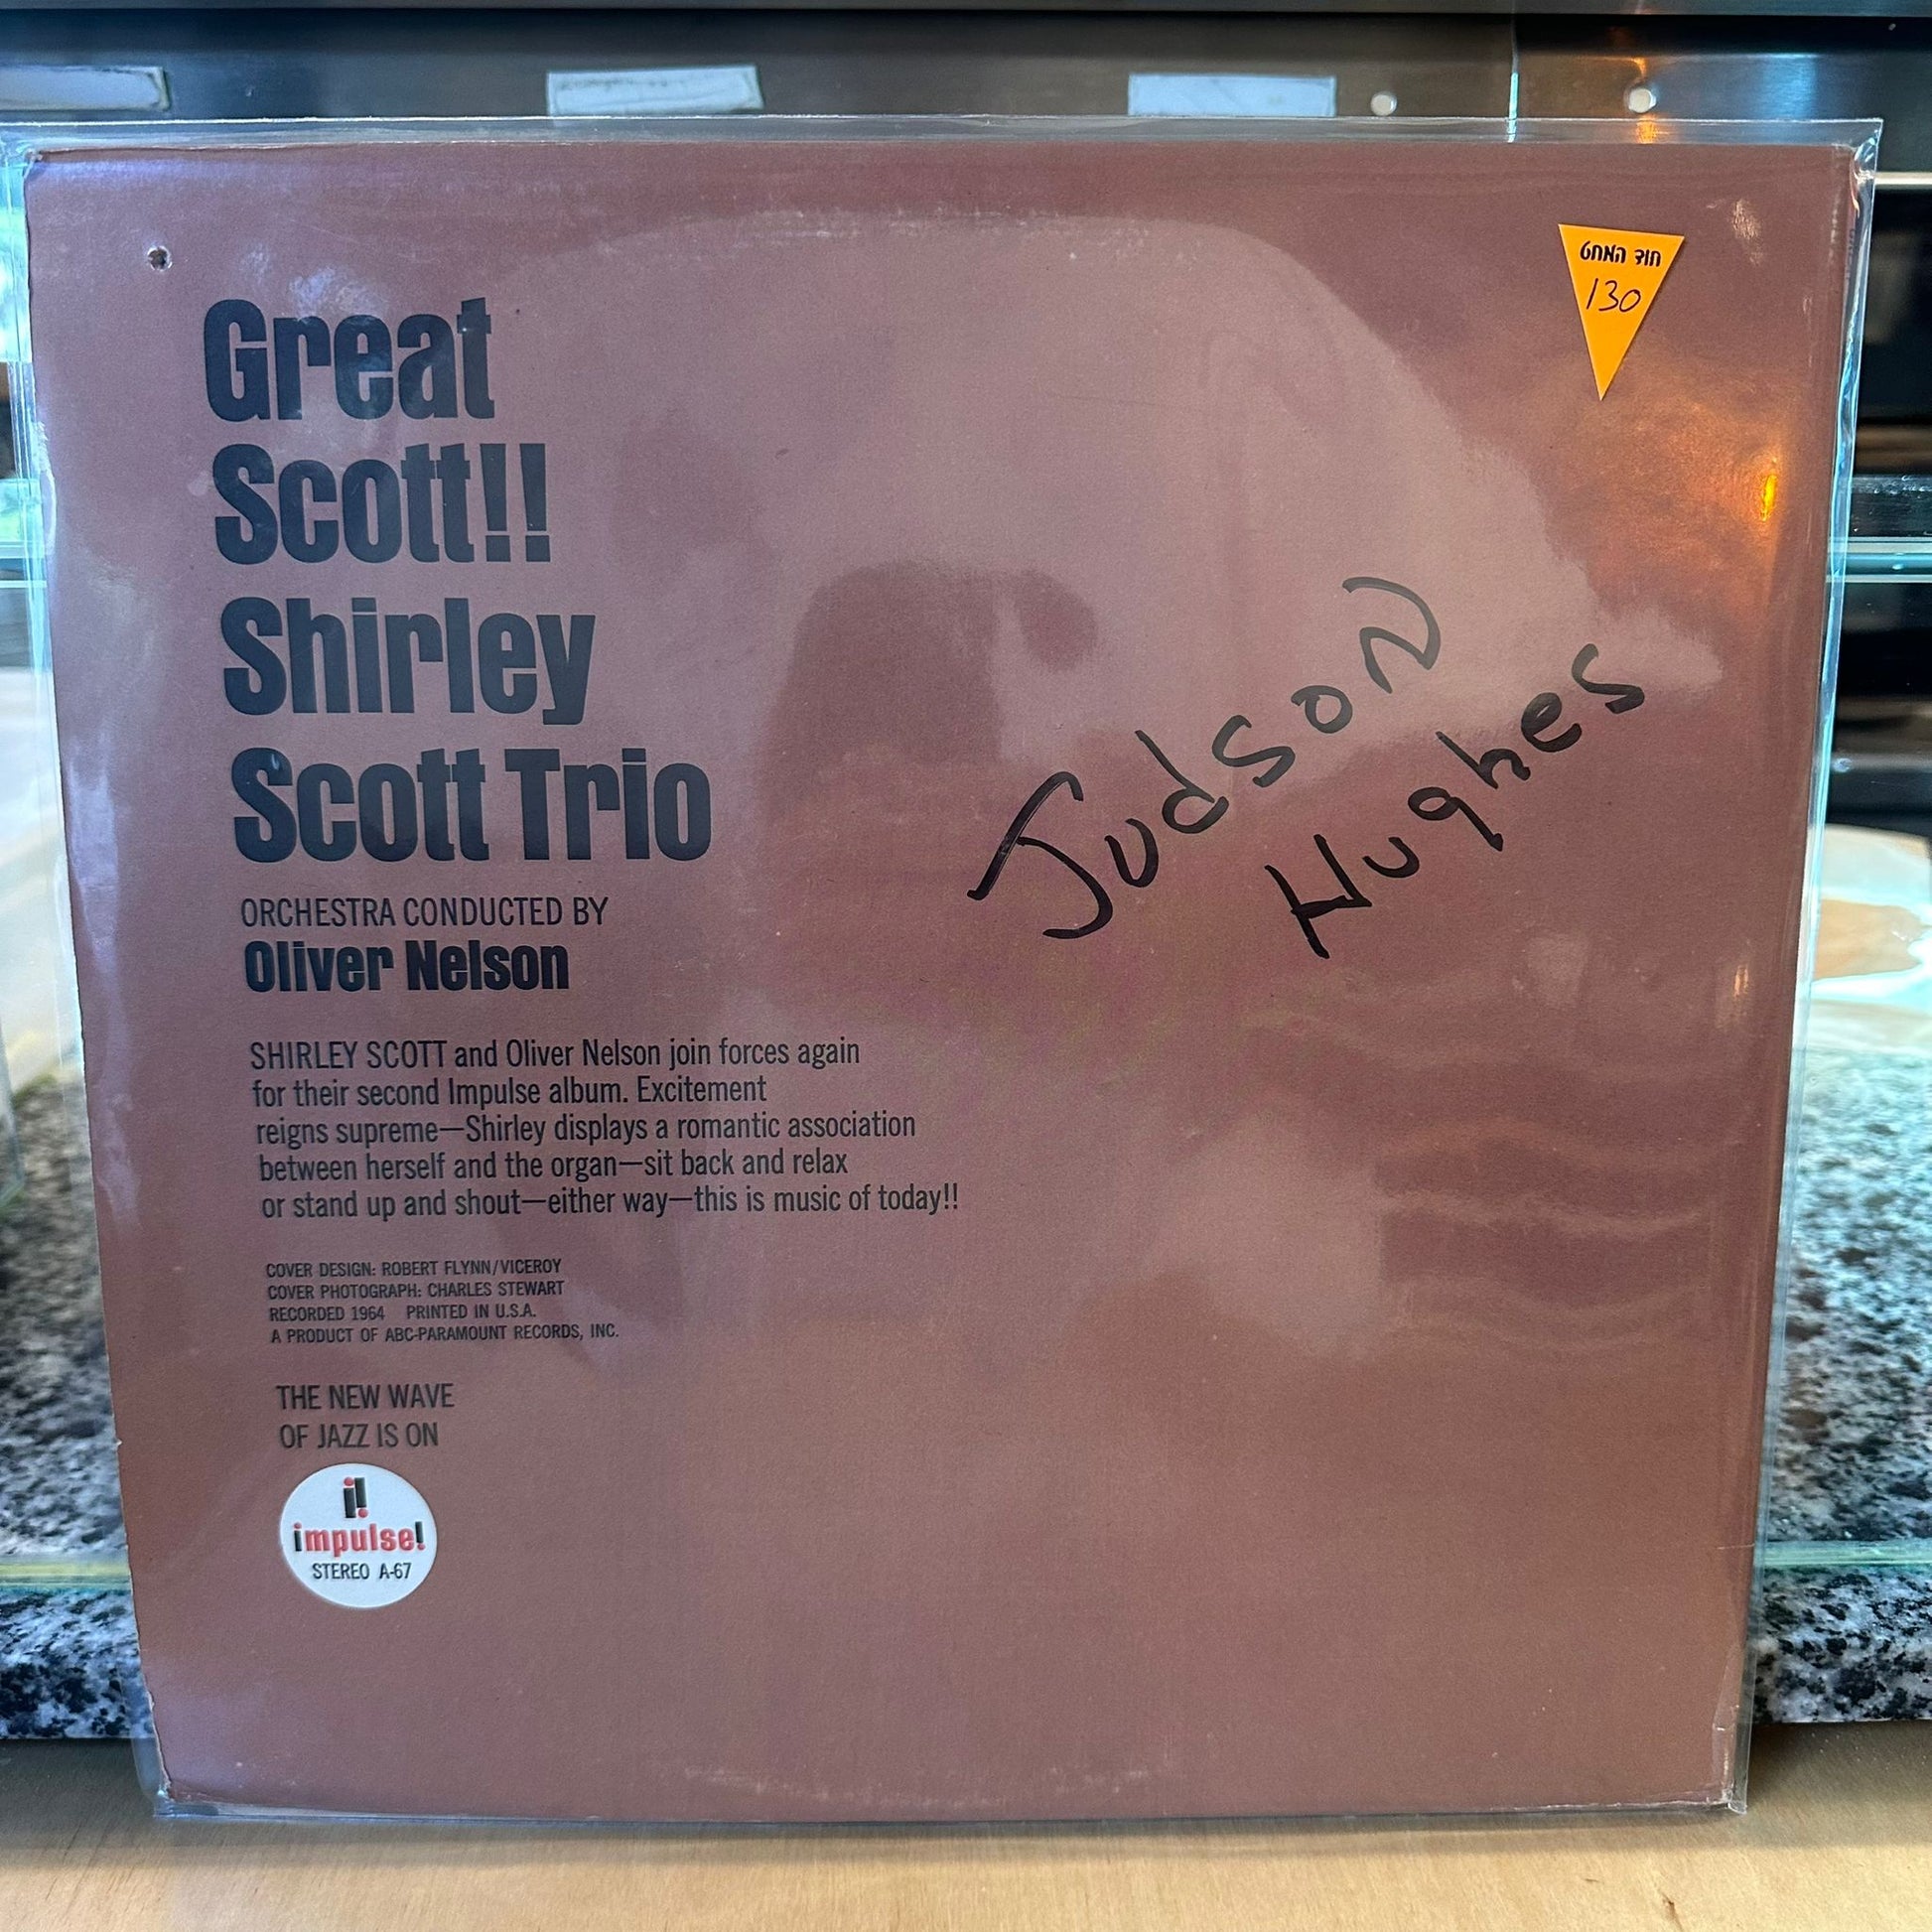 חוד המחט
130
Great
Scott!!
Shirley
Scott Trio
ORCHESTRA CONDUCTED BY
Oliver Nelson
Judson
Hughes
SHIRLEY SCOTT and Oliver Nelson join forces again
for their second Impulse album. Excitement
reigns supreme—Shirley displays a romantic association
between herself and the organ—sit back and relax
or stand up and shout—either way—this is music of today!!
COVER DESIGN: ROBERT FLYNN/VICEROY
COVER PHOTOGRAPH: CHARLES STEWART
RECORDED 1964 PRINTED IN U.S.A.
A PRODUCT OF ABC-PARAMOUNT RECORDS, INC.
THE NEW WAVE
OF JAZZ IS ON
i!
impulse!
STEREO A-67